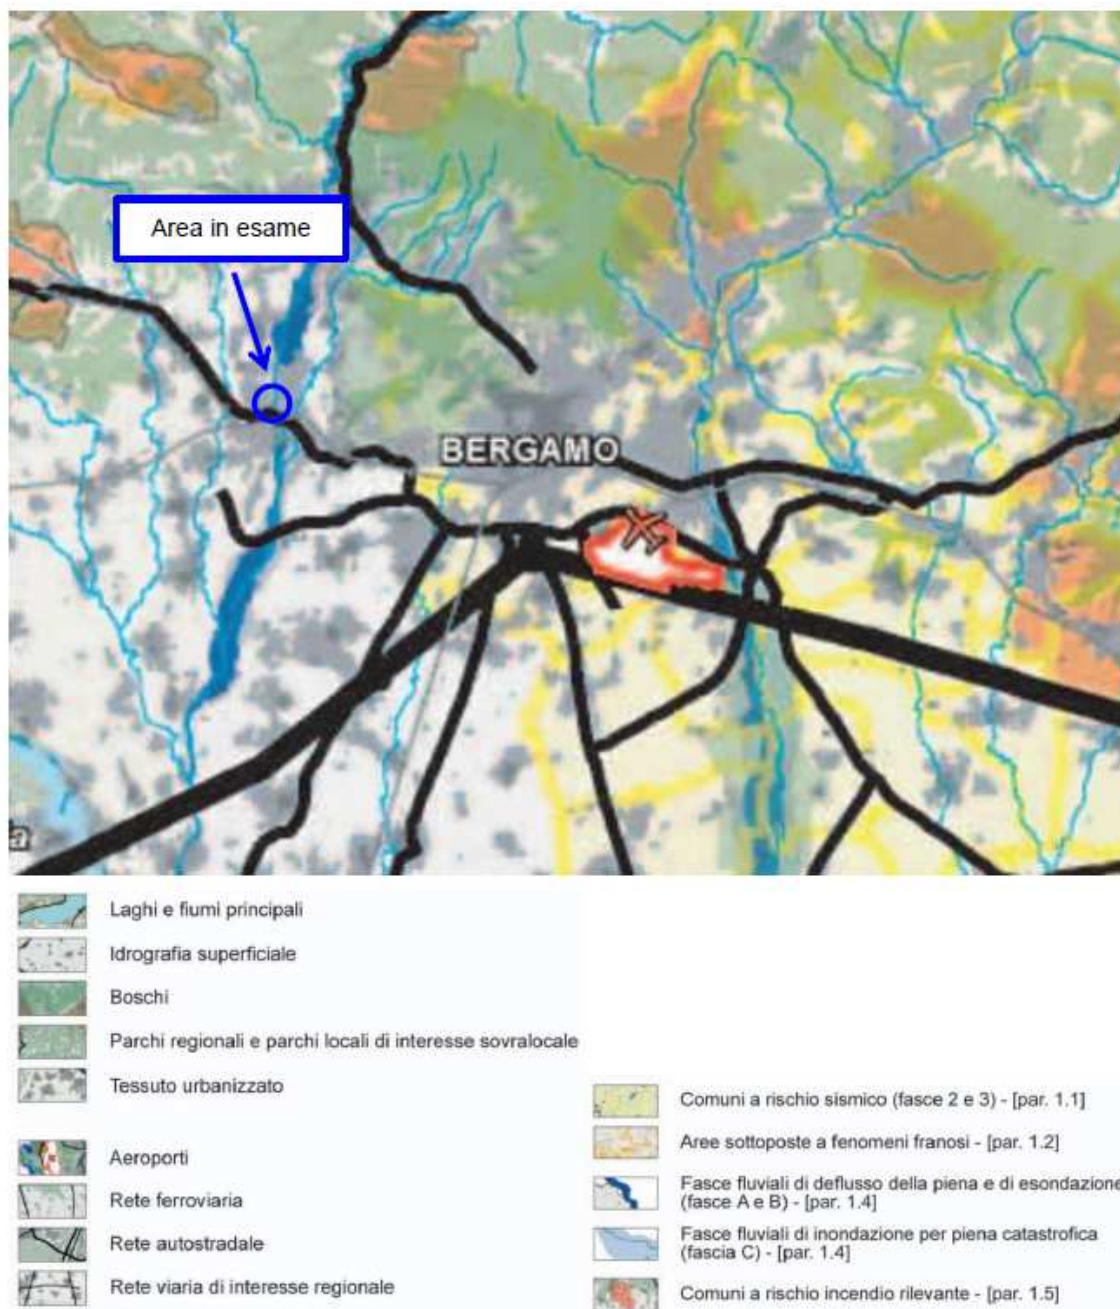 Area in esame
BERGAMO
a
Laghi e fiumi principali
Idrografia superficiale
Boschi
Parchi regionali e parchi locali di interesse sovralocale
Tessuto urbanizzato
Aeroporti
Rete ferroviaria
Rete autostradale
Rete viaria di interesse regionale
Comuni a rischio sismico (fasce 2 e 3) - [par. 1.1]
Aree sottoposte a fenomeni franosi - [par. 1.2]
Fasce fluviali di deflusso della piena e di esondazione
(fasce A e B) - [par. 1.4]
Fasce fluviali di inondazione per piena catastrofica
(fascia C) - [par. 1.4]
Comuni a rischio incendio rilevante - [par. 1.5]